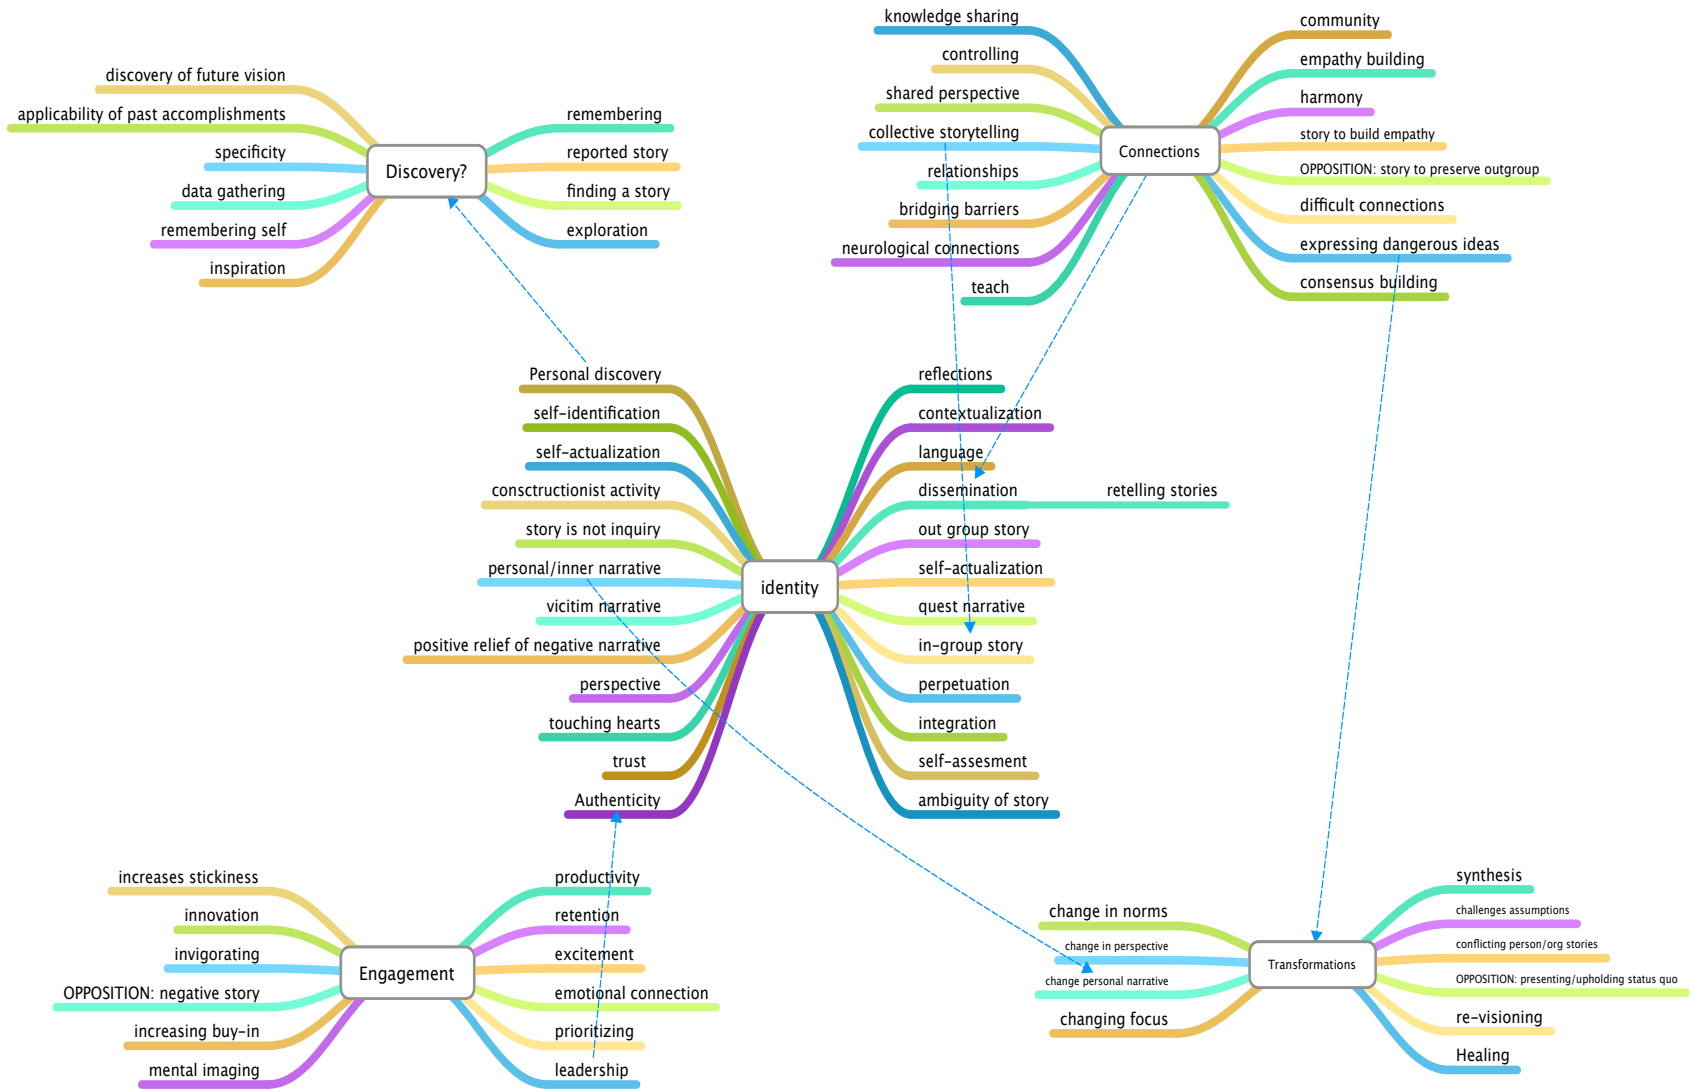 discovery of future vision
applicability of past accomplishments
specificity
data gathering
remembering self
inspiration
Discovery?
remembering
reported story
finding a story
exploration
knowledge sharing
controlling
shared perspective
collective storytelling
relationships
bridging barriers
neurological connections
teach
Connections
community
empathy building
harmony
story to build empathy
OPPOSITION: story to preserve outgroup
difficult connections
expressing dangerous ideas
consensus building
Personal discovery
self-identification
self-actualization
consctructionist activity
story is not inquiry
personal/inner narrative
vicitim narrative
positive relief of negative narrative
perspective
touching hearts
trust
Authenticity
identity
reflections
contextualization
language
dissemination
retelling stories
out group story
self-actualization
quest narrative
in-group story
perpetuation
integration
self-assesment
ambiguity of story
increases stickiness
innovation
invigorating
OPPOSITION: negative story
increasing buy-in
mental imaging
Engagement
productivity
retention
excitement
emotional connection
prioritizing
leadership
change in norms
change in perspective
change personal narrative
changing focus
Transformations
synthesis
challenges assumptions
conflicting person/org stories
OPPOSITION: presenting/upholding status quo
re-visioning
Healing